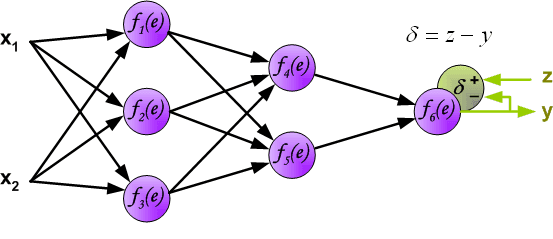 x₁
x₂
f₁(e)
f₂(e)
f₃(e)
f₄(e)
f₅(e)
f₆(e)
δ = z − y
δ + −
z
y